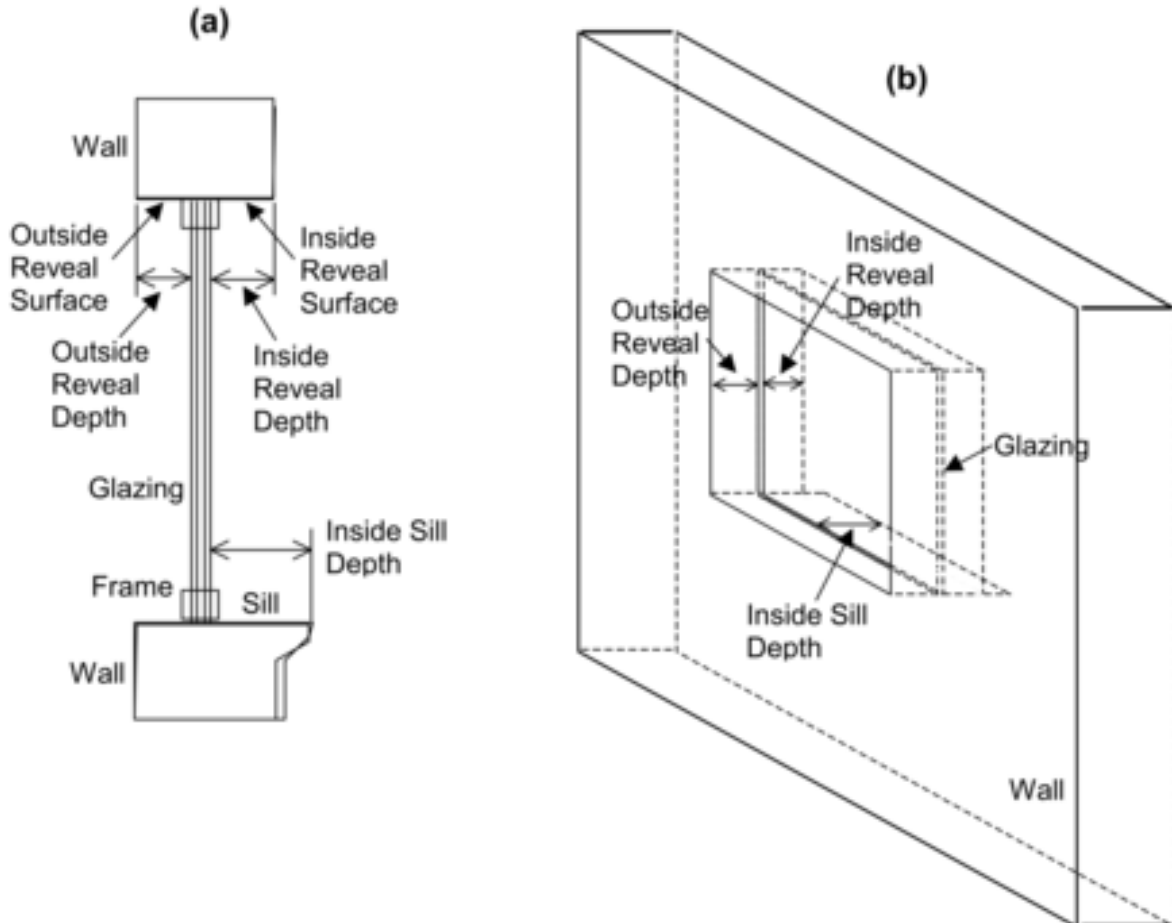 (a)
Wall
Outside
Reveal
Surface
Inside
Reveal
Surface
Outside
Reveal
Depth
Inside
Reveal
Depth
Glazing
Inside Sill
Depth
Frame
Sill
Wall
(b)
Inside
Reveal
Depth
Outside
Reveal
Depth
Glazing
Inside Sill
Depth
Wall